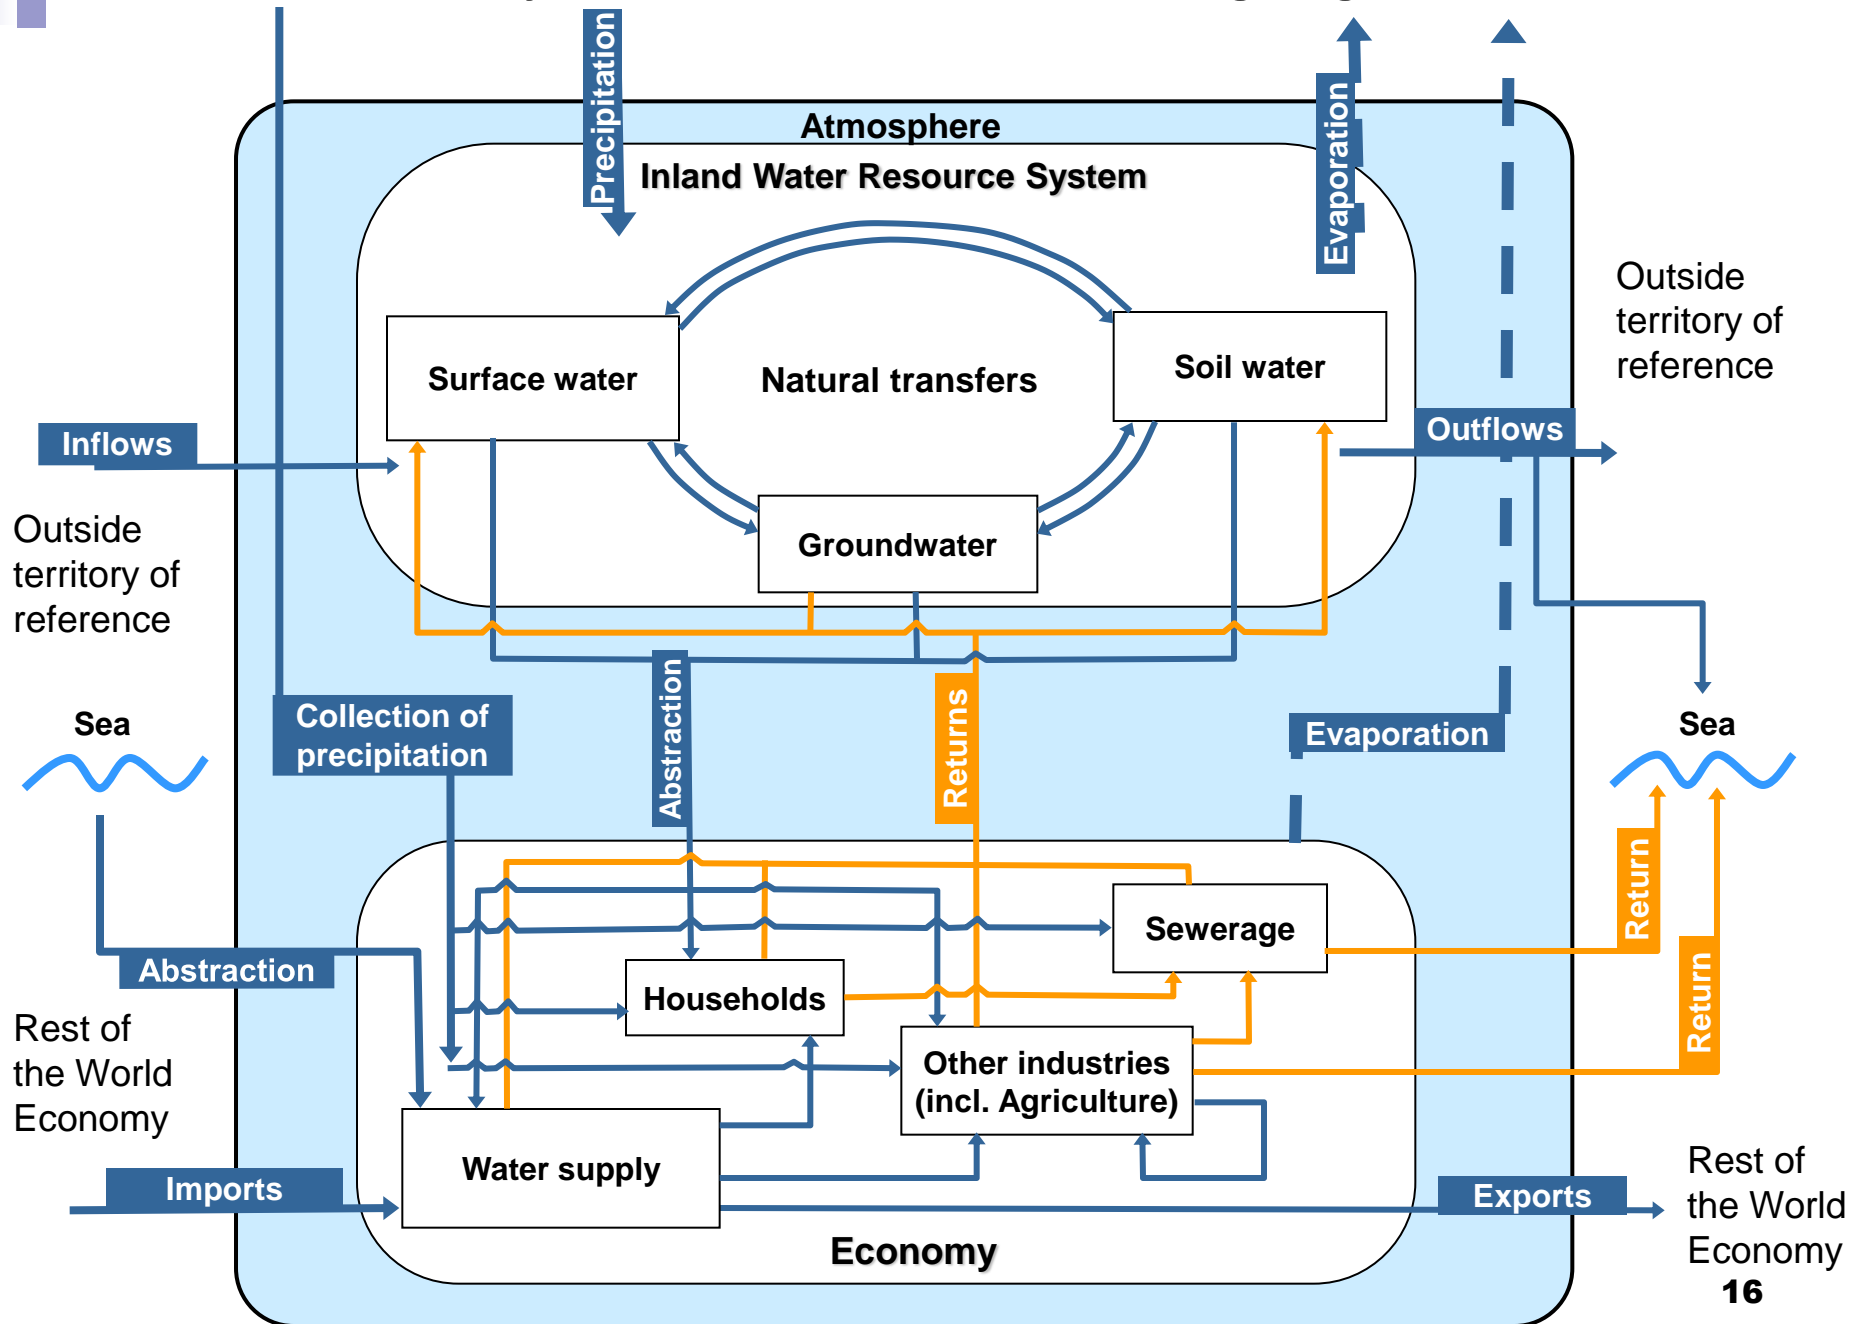 Precipitation
Evaporation
Atmosphere
Inland Water Resource System
Surface water
Natural transfers
Soil water
Groundwater
Inflows
Outflows
Outside
territory of
reference
Outside
territory of
reference
Sea
Collection of
precipitation
Abstraction
Returns
Evaporation
Sea
Abstraction
Sewerage
Households
Other industries
(incl. Agriculture)
Water supply
Return
Return
Rest of
the World
Economy
Imports
Exports
Economy
Rest of
the World
Economy
16